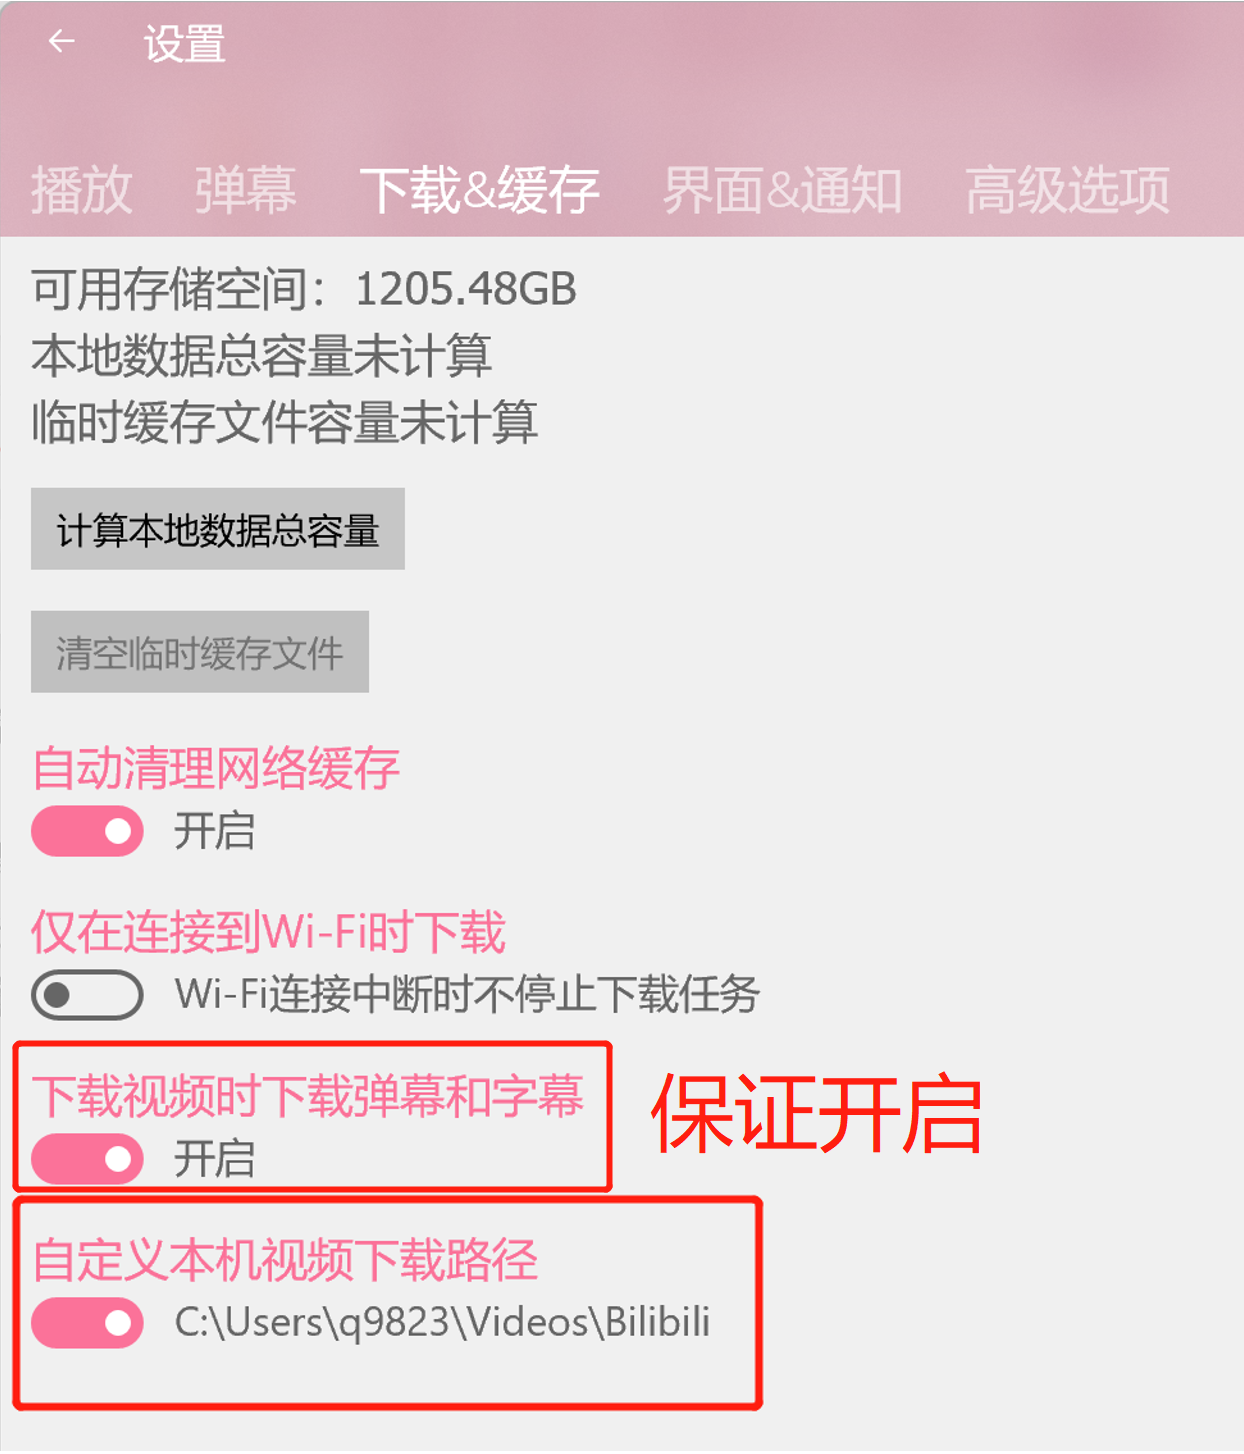 设置
播放 弹幕 下载&缓存 界面&通知 高级选项
可用存储空间：1205.48GB
本地数据总容量未计算
临时缓存文件容量未计算
计算本地数据总容量
清空临时缓存文件
自动清理网络缓存
开启
仅在连接到Wi-Fi时下载
Wi-Fi连接中断时不停止下载任务
下载视频时下载弹幕和字幕
开启
保证开启
自定义本机视频下载路径
C:\Users\q9823\Videos\Bilibili